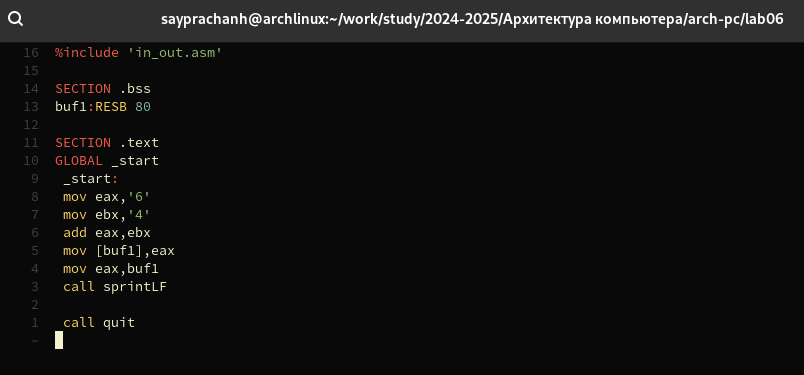 sayprachanh@archlinux:~/work/study/2024-2025/Архитектура компьютера/arch-pc/lab06
16 %include 'in_out.asm'
15
14 SECTION .bss
13 buf1:RESB 80
12
11 SECTION .text
10 GLOBAL _start
9 _start:
8 mov eax,'6'
7 mov ebx,'4'
6 add eax,ebx
5 mov [buf1],eax
4 mov eax,buf1
3 call sprintLF
2
1 call quit
~